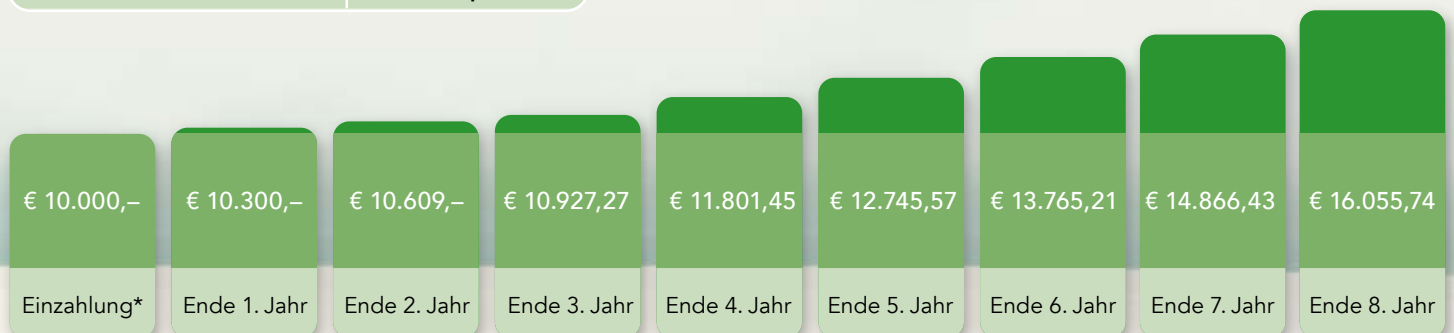 € 10.000,–
€ 10.300,–
€ 10.609,–
€ 10.927,27
€ 11.801,45
€ 12.745,57
€ 13.765,21
€ 14.866,43
€ 16.055,74
Einzahlung*
Ende 1. Jahr
Ende 2. Jahr
Ende 3. Jahr
Ende 4. Jahr
Ende 5. Jahr
Ende 6. Jahr
Ende 7. Jahr
Ende 8. Jahr